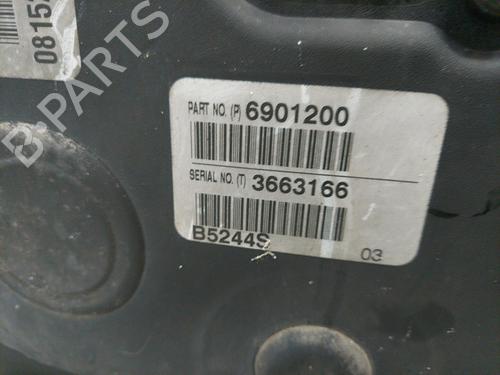 0815
PART NO. (P) 6901200
SERIAL NO. (T) 3663166
B5244S
03
B-PARTS